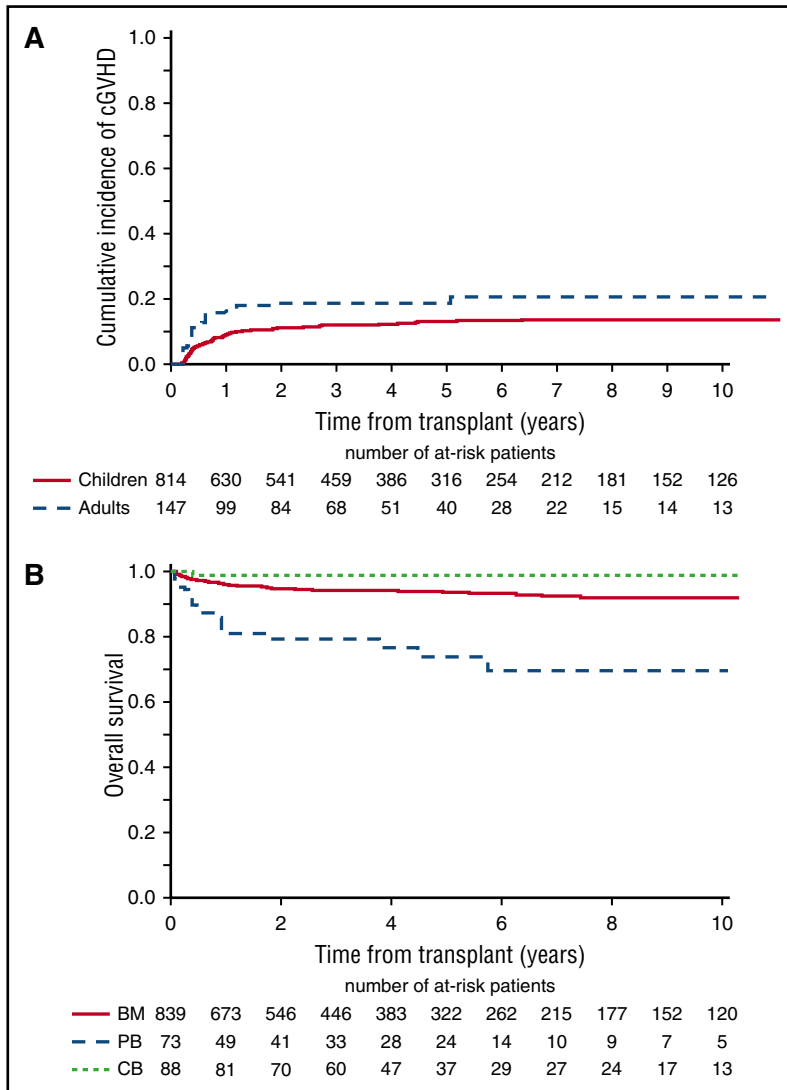 A
Cumulative incidence of cGVHD
1.0
0.8
0.6
0.4
0.2
0.0
0 1 2 3 4 5 6 7 8 9 10
Time from transplant (years)
number of at-risk patients
Children 814 630 541 459 386 316 254 212 181 152 126
Adults 147 99 84 68 51 40 28 22 15 14 13
B
Overall survival
1.0
0.8
0.6
0.4
0.2
0.0
0 2 4 6 8 10
Time from transplant (years)
number of at-risk patients
BM 839 673 546 446 383 322 262 215 177 152 120
PB 73 49 41 33 28 24 14 10 9 7 5
CB 88 81 70 60 47 37 29 27 24 17 13